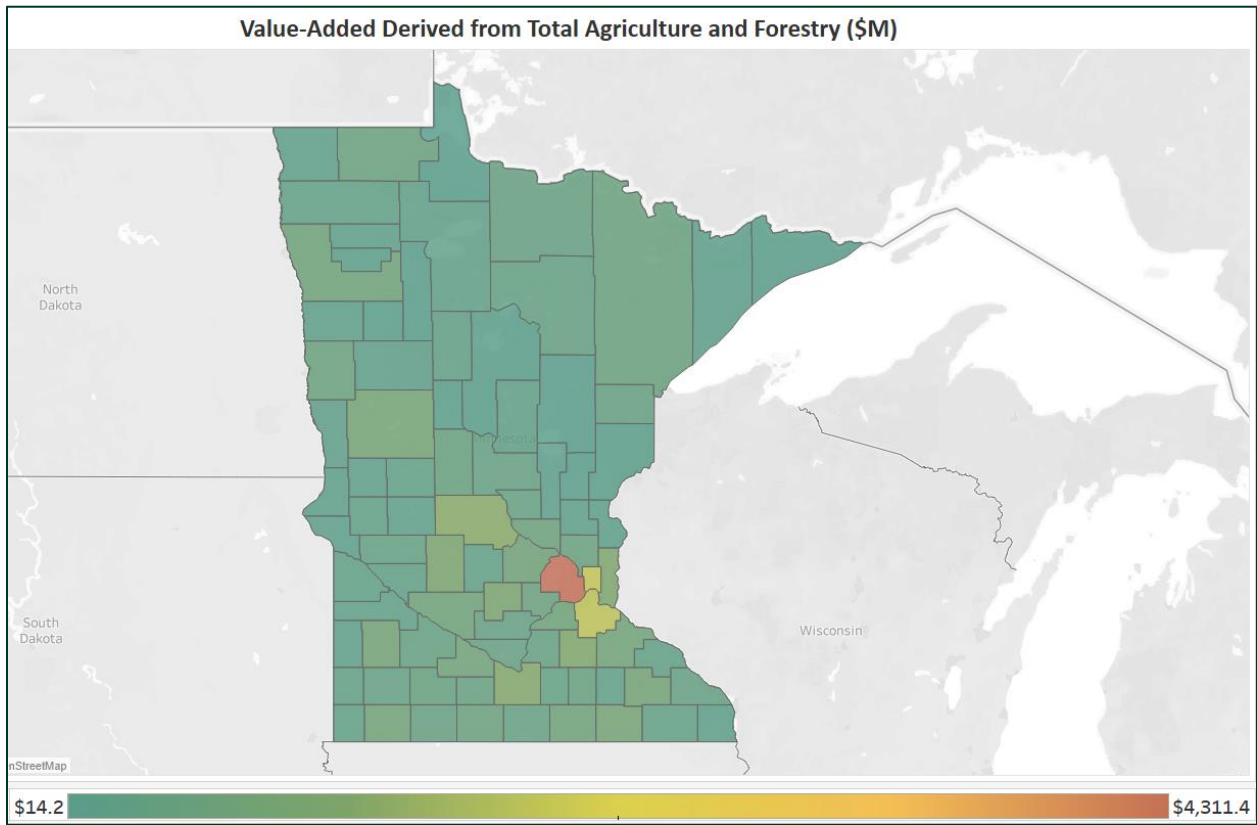 Value-Added Derived from Total Agriculture and Forestry ($M)
North
Dakota
Minnesota
South
Dakota
Wisconsin
nStreetMap
$14.2
$4,311.4